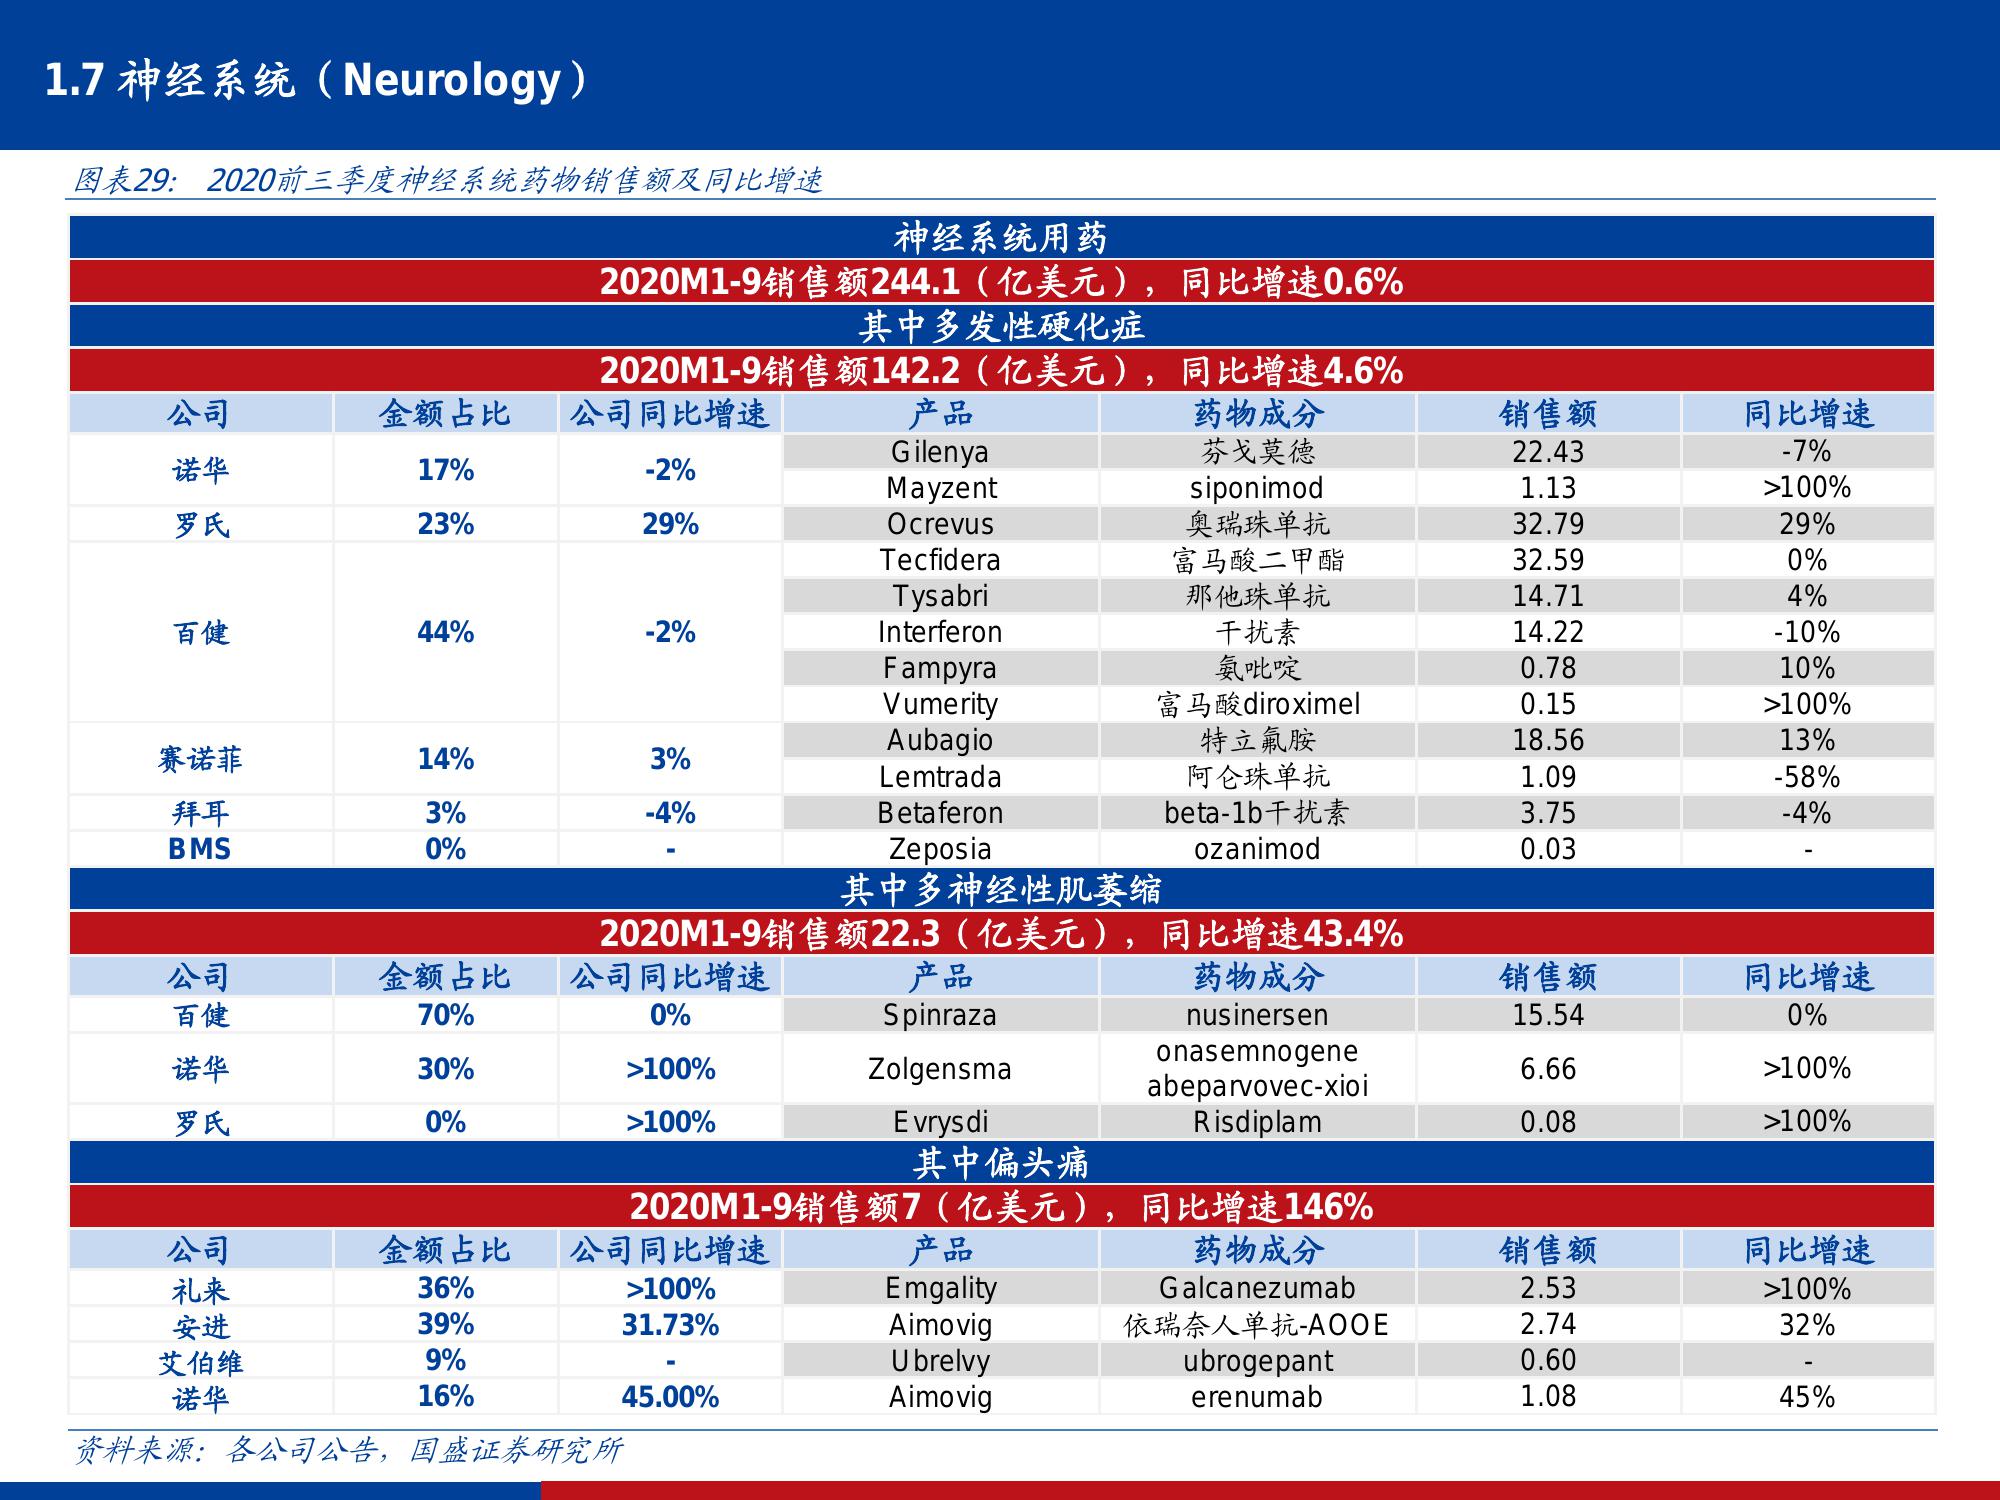 1.7 神经系统（Neurology）
图表29： 2020前三季度神经系统药物销售额及同比增速
神经系统用药
2020M1-9销售额244.1（亿美元），同比增速0.6%
其中多发性硬化症
2020M1-9销售额142.2（亿美元），同比增速4.6%
公司 金额占比 公司同比增速 产品 药物成分 销售额 同比增速
诺华 17% -2% Gilenya 芬戈莫德 22.43 -7%
Mayzent siponimod 1.13 >100%
罗氏 23% 29% Ocrevus 奥瑞珠单抗 32.79 29%
百健 44% -2% Tecfidera 富马酸二甲酯 32.59 0%
Tysabri 那他珠单抗 14.71 4%
Interferon 干扰素 14.22 -10%
Fampyra 氨吡啶 0.78 10%
Vumerity 富马酸diroximel 0.15 >100%
赛诺菲 14% 3% Aubagio 特立氟胺 18.56 13%
Lemtrada 阿仑珠单抗 1.09 -58%
拜耳 3% -4% Betaferon beta-1b干扰素 3.75 -4%
BMS 0% - Zeposia ozanimod 0.03 -
其中多神经性肌萎缩
2020M1-9销售额22.3（亿美元），同比增速43.4%
公司 金额占比 公司同比增速 产品 药物成分 销售额 同比增速
百健 70% 0% Spinraza nusinersen 15.54 0%
诺华 30% >100% Zolgensma onasemnogene
abeparvovec-xioi 6.66 >100%
罗氏 0% >100% Evrysdi Risdiplam 0.08 >100%
其中偏头痛
2020M1-9销售额7（亿美元），同比增速146%
公司 金额占比 公司同比增速 产品 药物成分 销售额 同比增速
礼来 36% >100% Emgality Galcanezumab 2.53 >100%
安进 39% 31.73% Aimovig 依瑞奈人单抗-AOOE 2.74 32%
艾伯维 9% - Ubrelvy ubrogepant 0.60 -
诺华 16% 45.00% Aimovig erenumab 1.08 45%
资料来源：各公司公告，国盛证券研究所